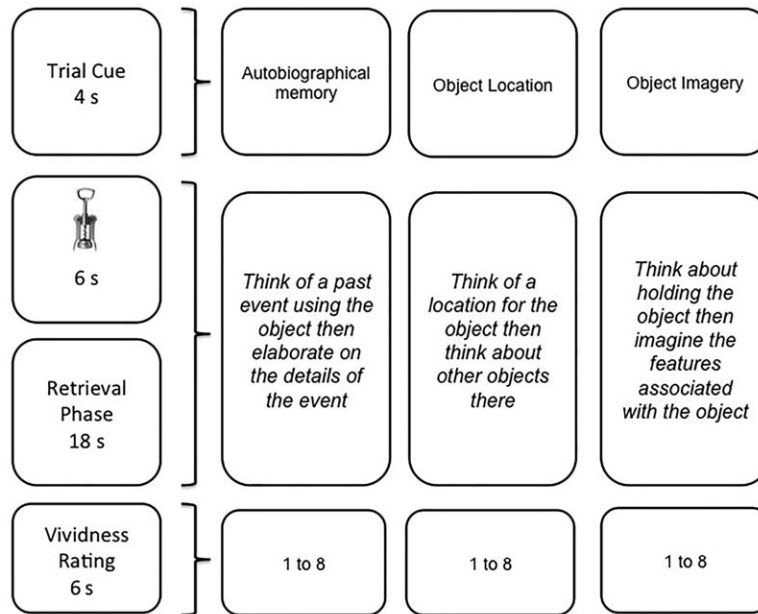 Trial Cue
4 s
Autobiographical
memory
Object Location
Object Imagery
6 s
Retrieval
Phase
18 s
Think of a past
event using the
object then
elaborate on
the details of
the event
Think of a
location for the
object then
think about
other objects
there
Think about
holding the
object then
imagine the
features
associated
with the object
Vividness
Rating
6 s
1 to 8
1 to 8
1 to 8